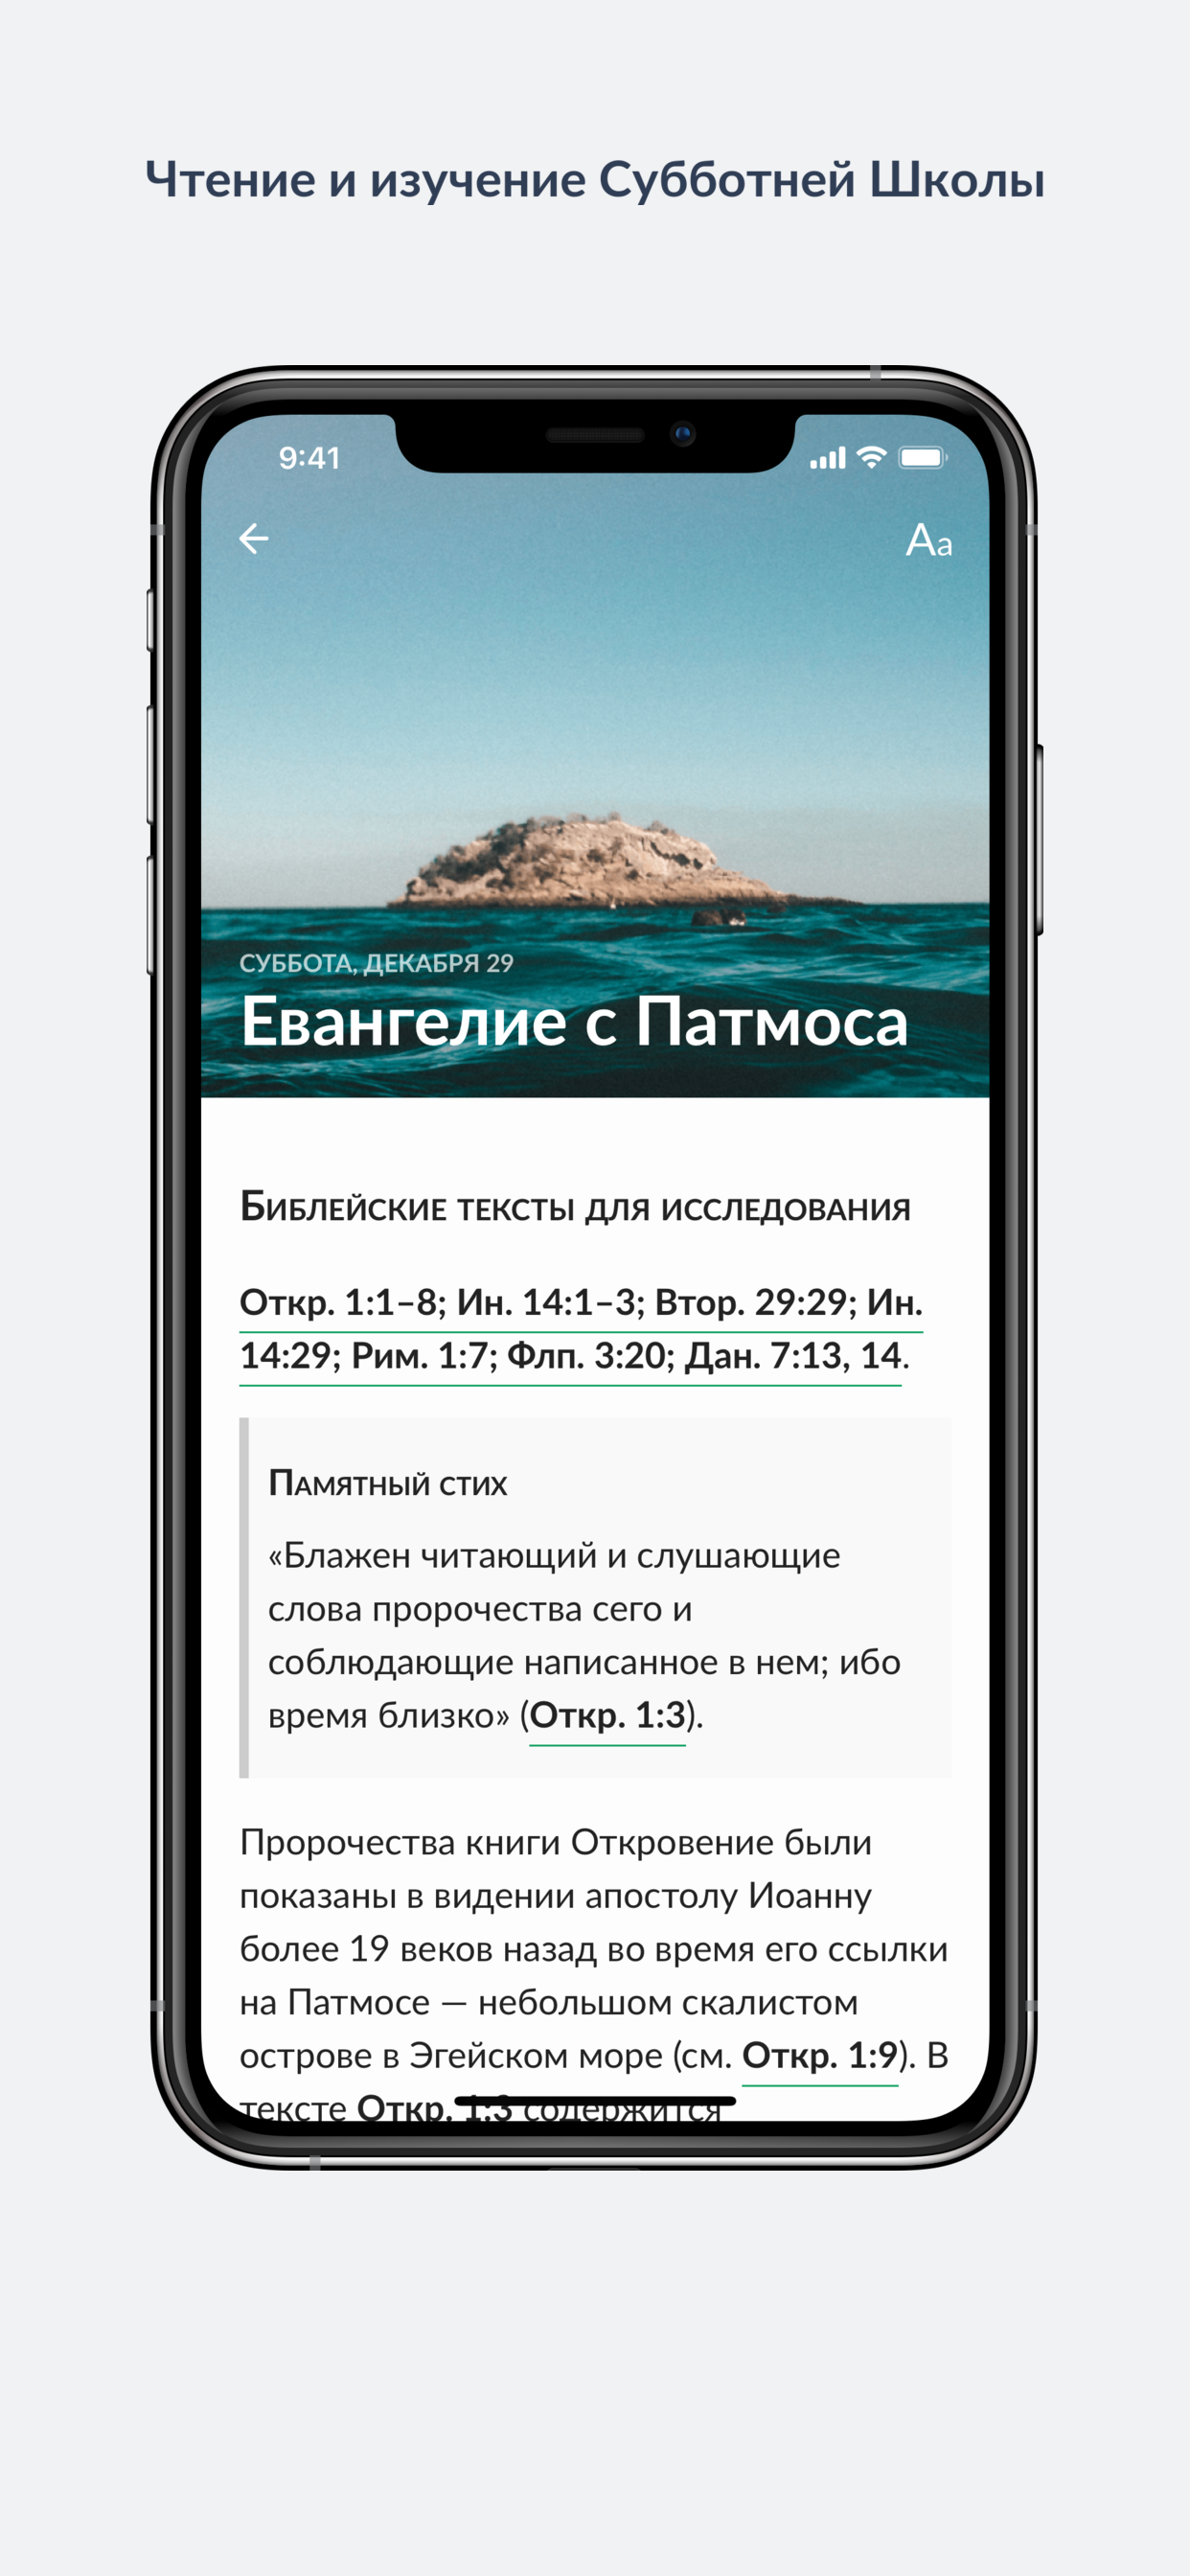 Чтение и изучение Субботней Школы
9:41
Aa
СУББОТА, ДЕКАБРЯ 29
Евангелие с Патмоса
Библейские тексты для исследования
Откр. 1:1–8; Ин. 14:1–3; Втор. 29:29; Ин.
14:29; Рим. 1:7; Флп. 3:20; Дан. 7:13, 14.
Памятный стих
«Блажен читающий и слушающие
слова пророчества сего и
соблюдающие написанное в нем; ибо
время близко» (Откр. 1:3).
Пророчества книги Откровение были
показаны в видении апостолу Иоанну
более 19 веков назад во время его ссылки
на Патмосе — небольшом скалистом
острове в Эгейском море (см. Откр. 1:9). В
тексте Откр. 1:3 содержится